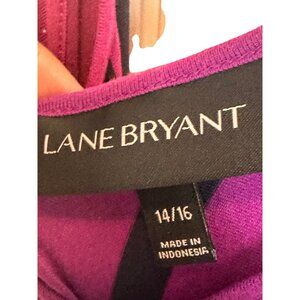 LANE BRYANT
14/16
MADE IN
INDONESIA